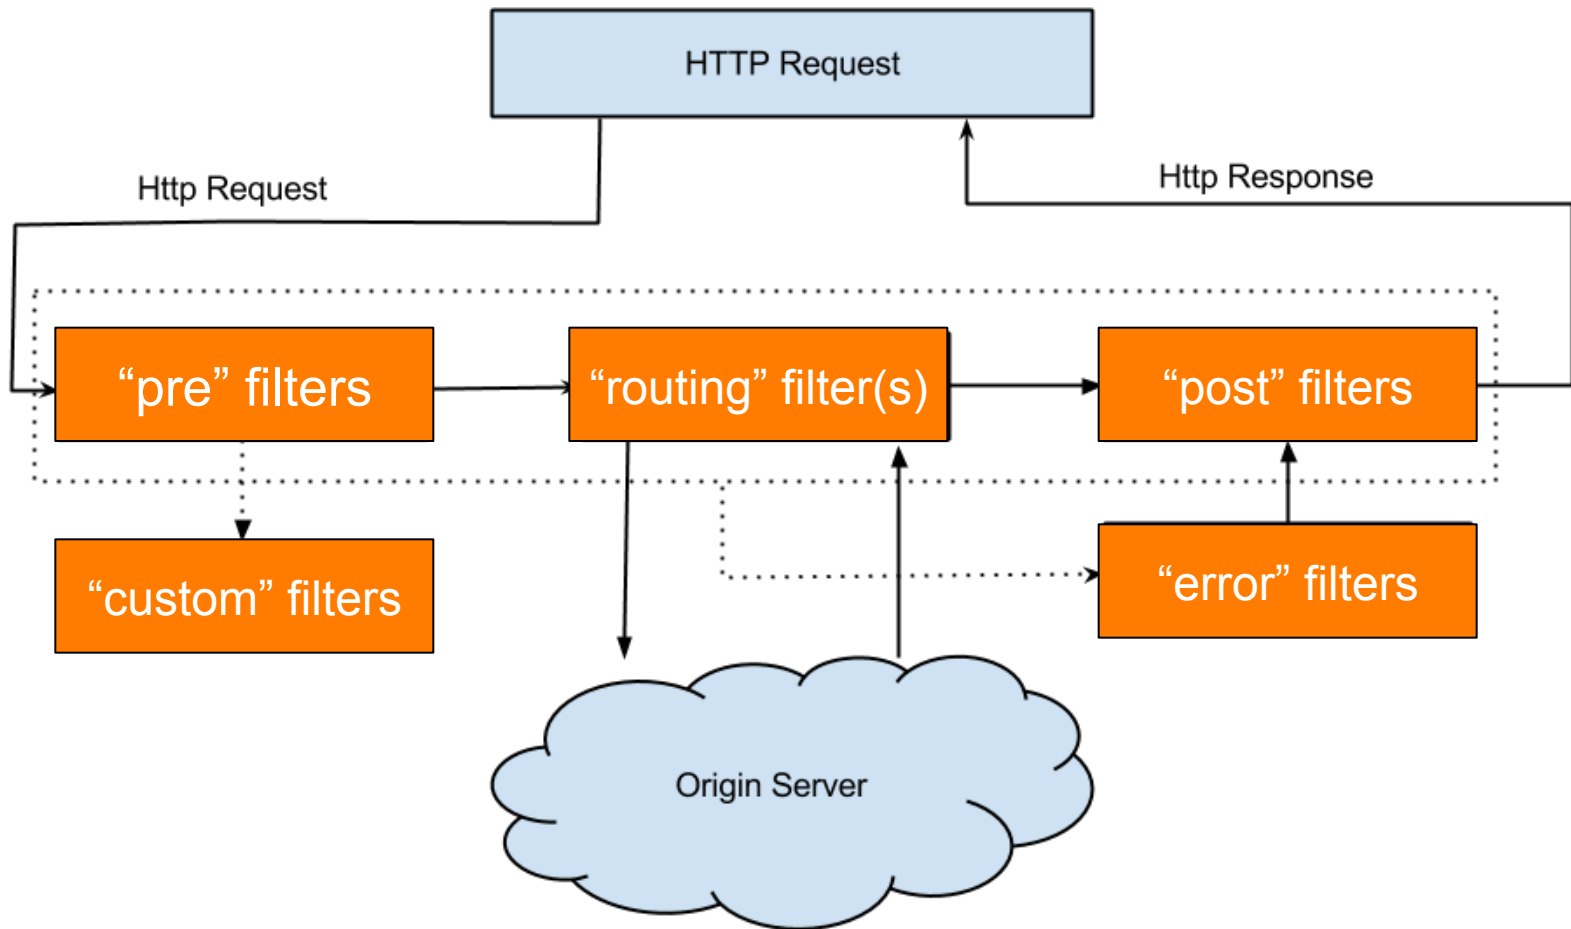 HTTP Request
Http Request
Http Response
“pre” filters
“routing” filter(s)
“post” filters
“custom” filters
“error” filters
Origin Server